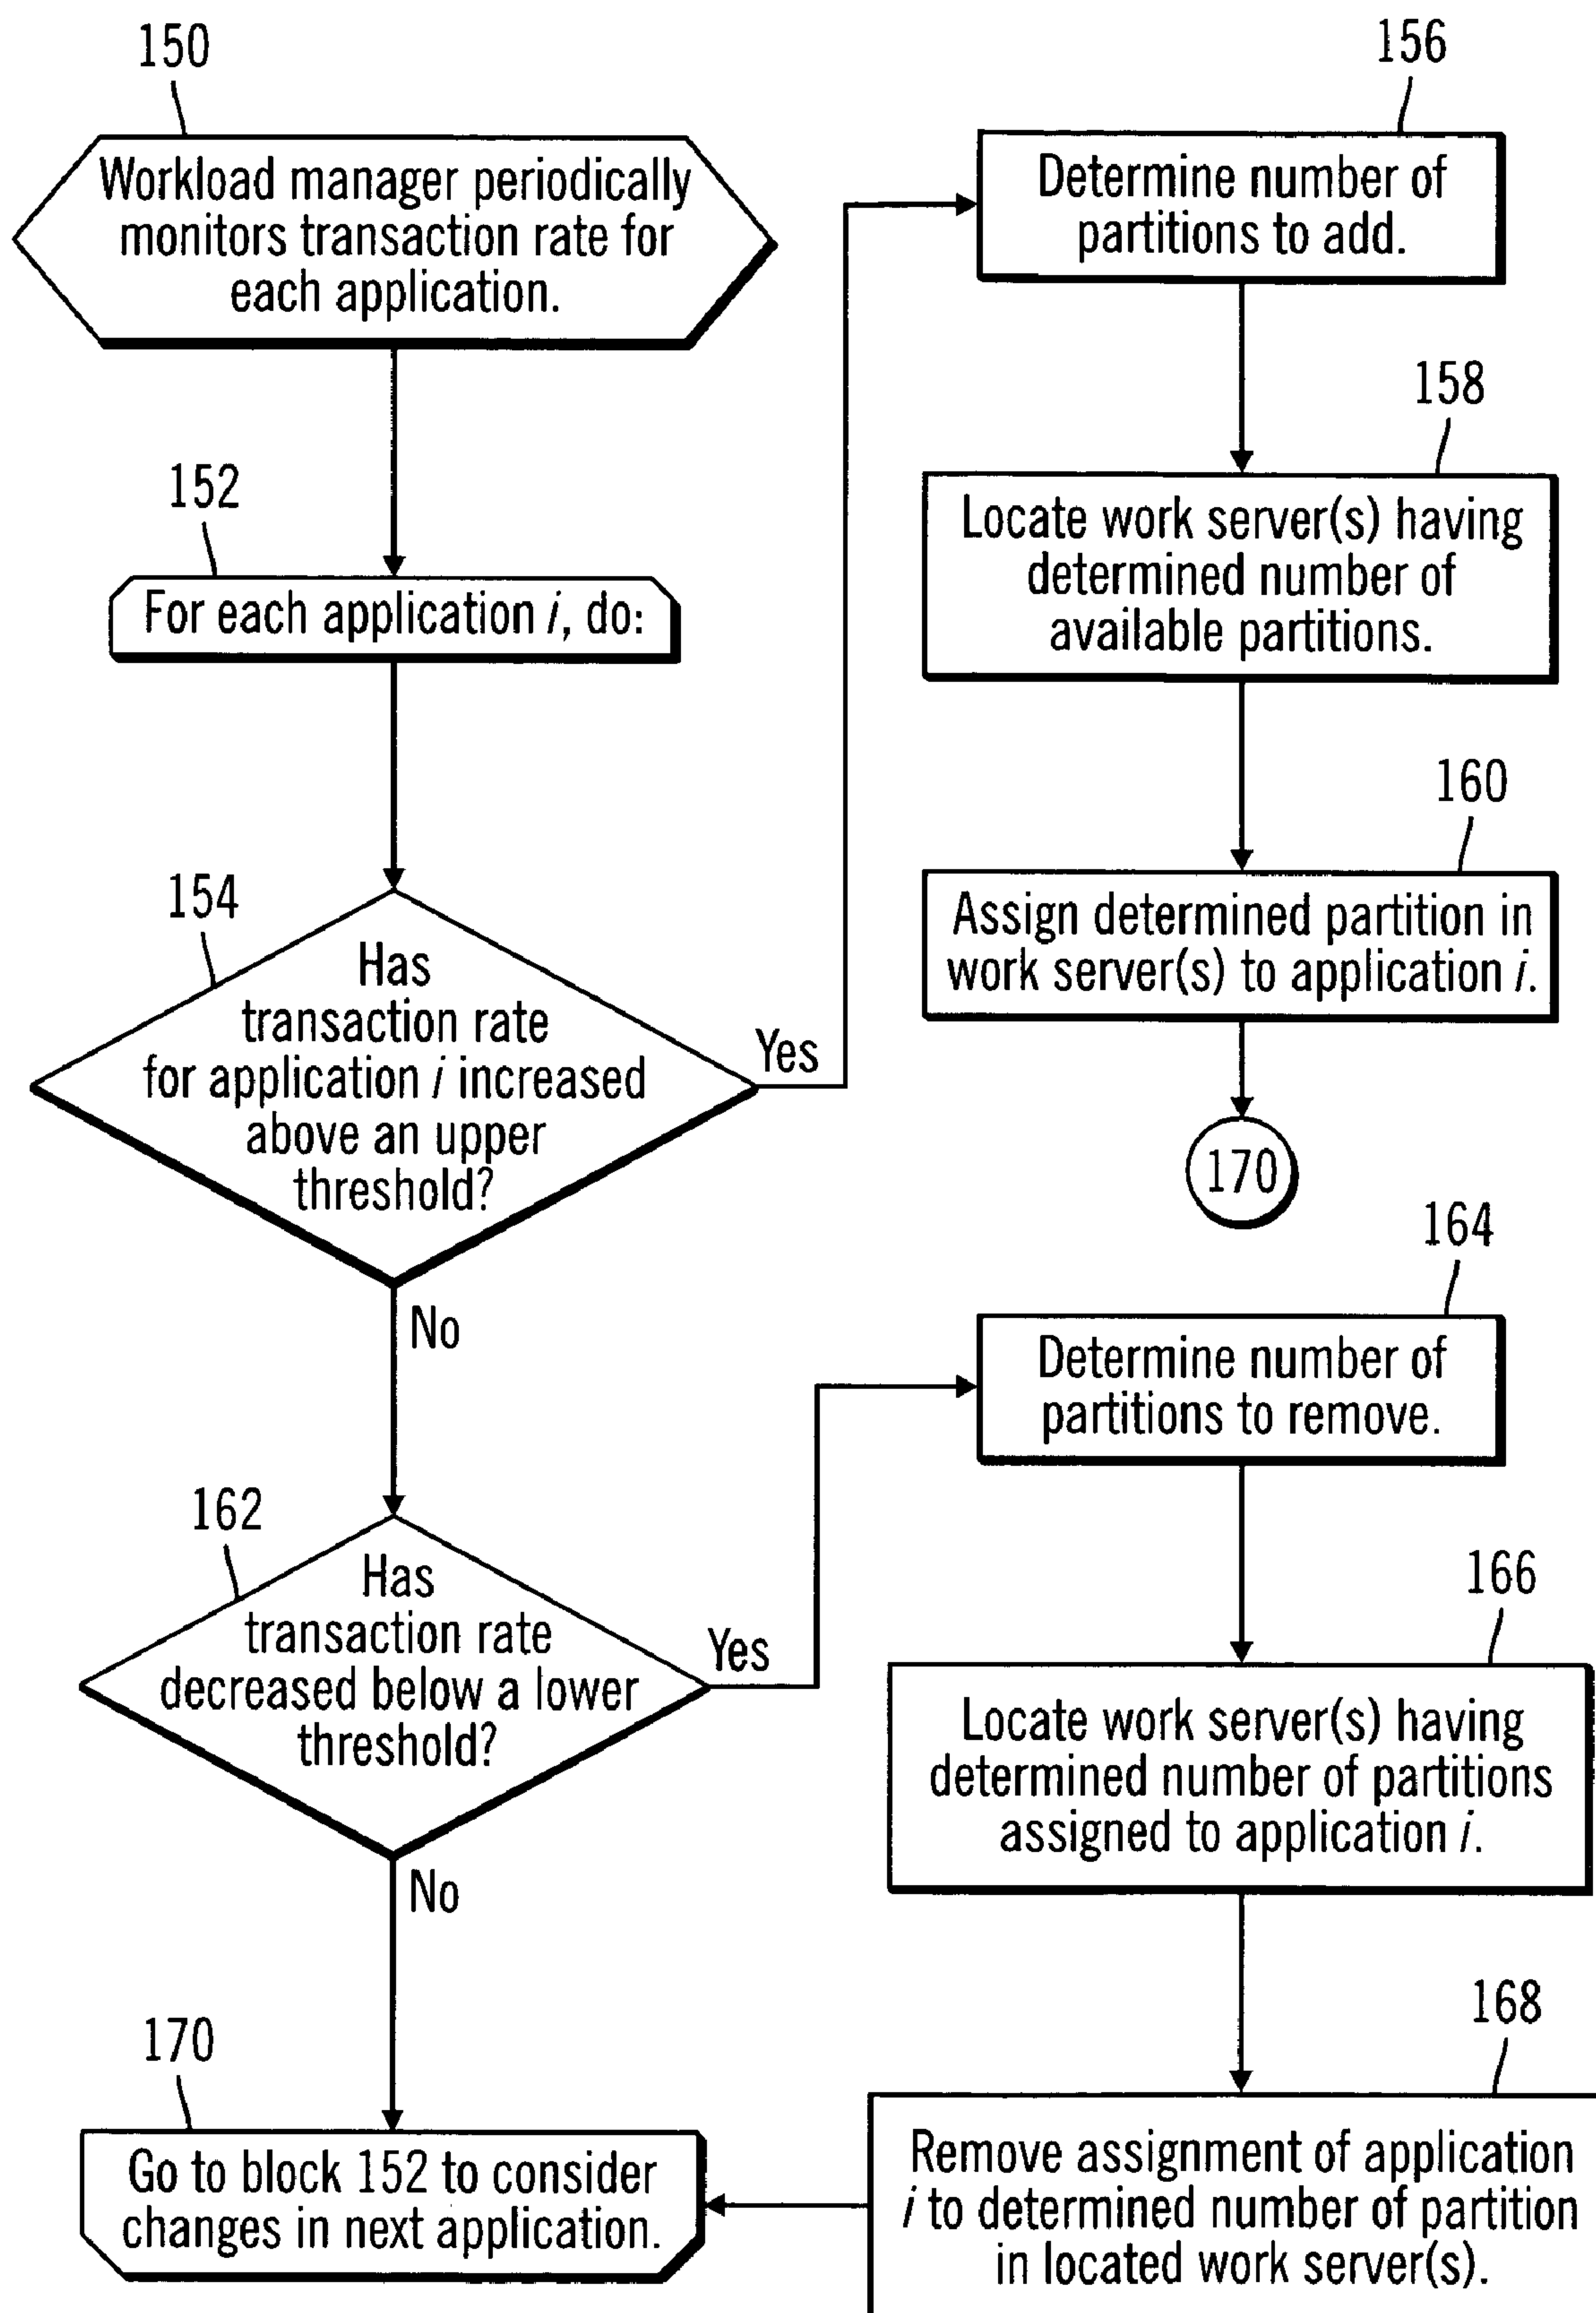 150
Workload manager periodically
monitors transaction rate for
each application.
152
For each application i, do:
154
Has
transaction rate
for application i increased
above an upper
threshold?
Yes
No
156
Determine number of
partitions to add.
158
Locate work server(s) having
determined number of
available partitions.
160
Assign determined partition in
work server(s) to application i.
170
162
Has
transaction rate
decreased below a lower
threshold?
Yes
No
164
Determine number of
partitions to remove.
166
Locate work server(s) having
determined number of partitions
assigned to application i.
168
Remove assignment of application
i to determined number of partition
in located work server(s).
170
Go to block 152 to consider
changes in next application.